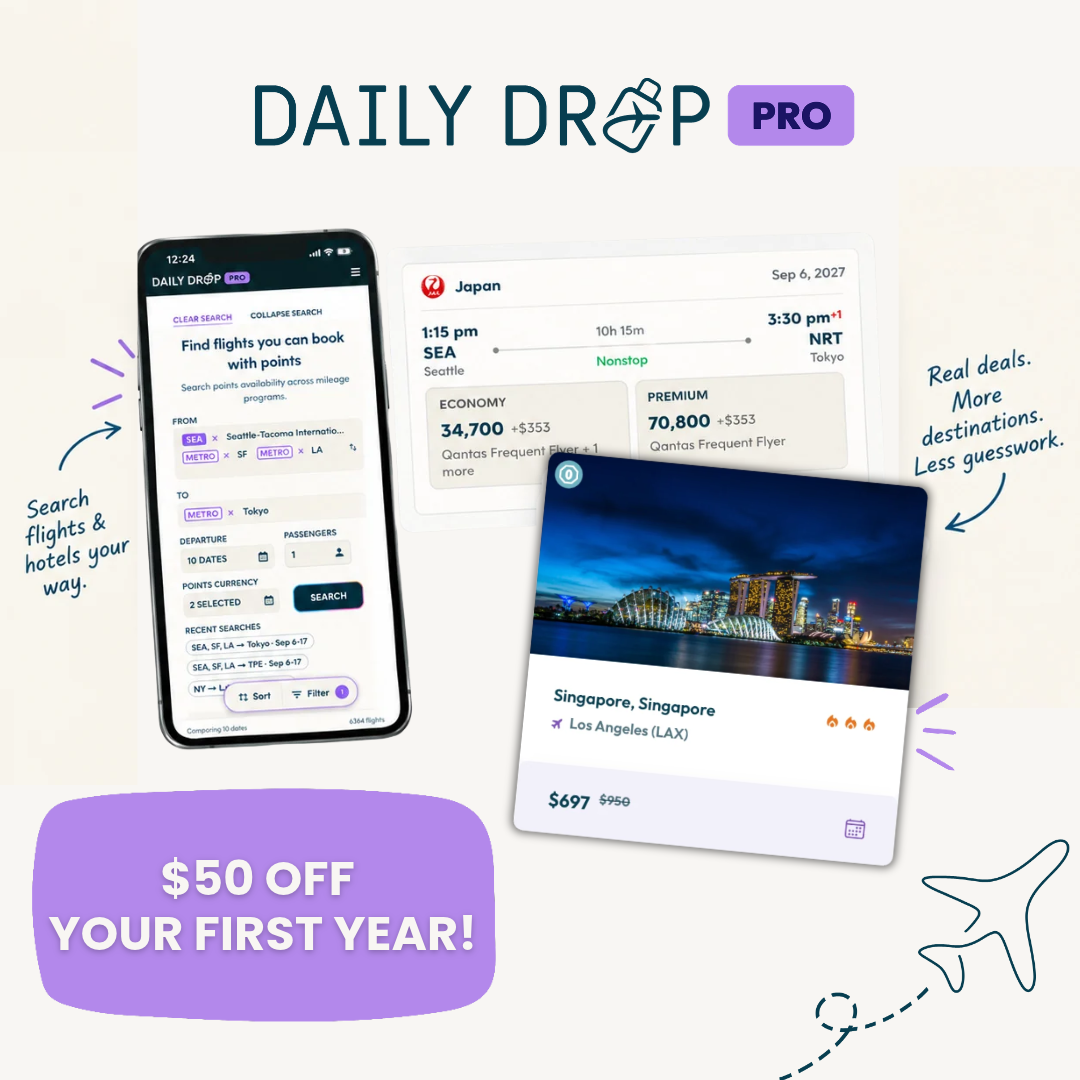 DAILY DROP PRO
12:24
DAILY DROP PRO
CLEAR SEARCH COLLAPSE SEARCH
Find flights you can book
with points
Search points availability across mileage
programs.
FROM
SEA × Seattle-Tacoma Internatio...
METRO × SF METRO × LA
TO
METRO × Tokyo
DEPARTURE PASSENGERS
10 DATES 1
POINTS CURRENCY
2 SELECTED SEARCH
RECENT SEARCHES
SEA, SF, LA → Tokyo · Sep 6-17
SEA, SF, LA → TPE · Sep 6-17
NY →
Sort Filter 1
Comparing 10 dates 6364 flights
Search
flights &
hotels your
way.
JAL
Japan Sep 6, 2027
1:15 pm 10h 15m 3:30 pm+1
SEA NRT
Seattle Nonstop Tokyo
ECONOMY
34,700 +$353
Qantas Frequent Flyer + 1
more
PREMIUM
70,800 +$353
Qantas Frequent Flyer
Real deals.
More
destinations.
Less guesswork.
Singapore, Singapore
Los Angeles (LAX)
$697 $950
$50 OFF
YOUR FIRST YEAR!